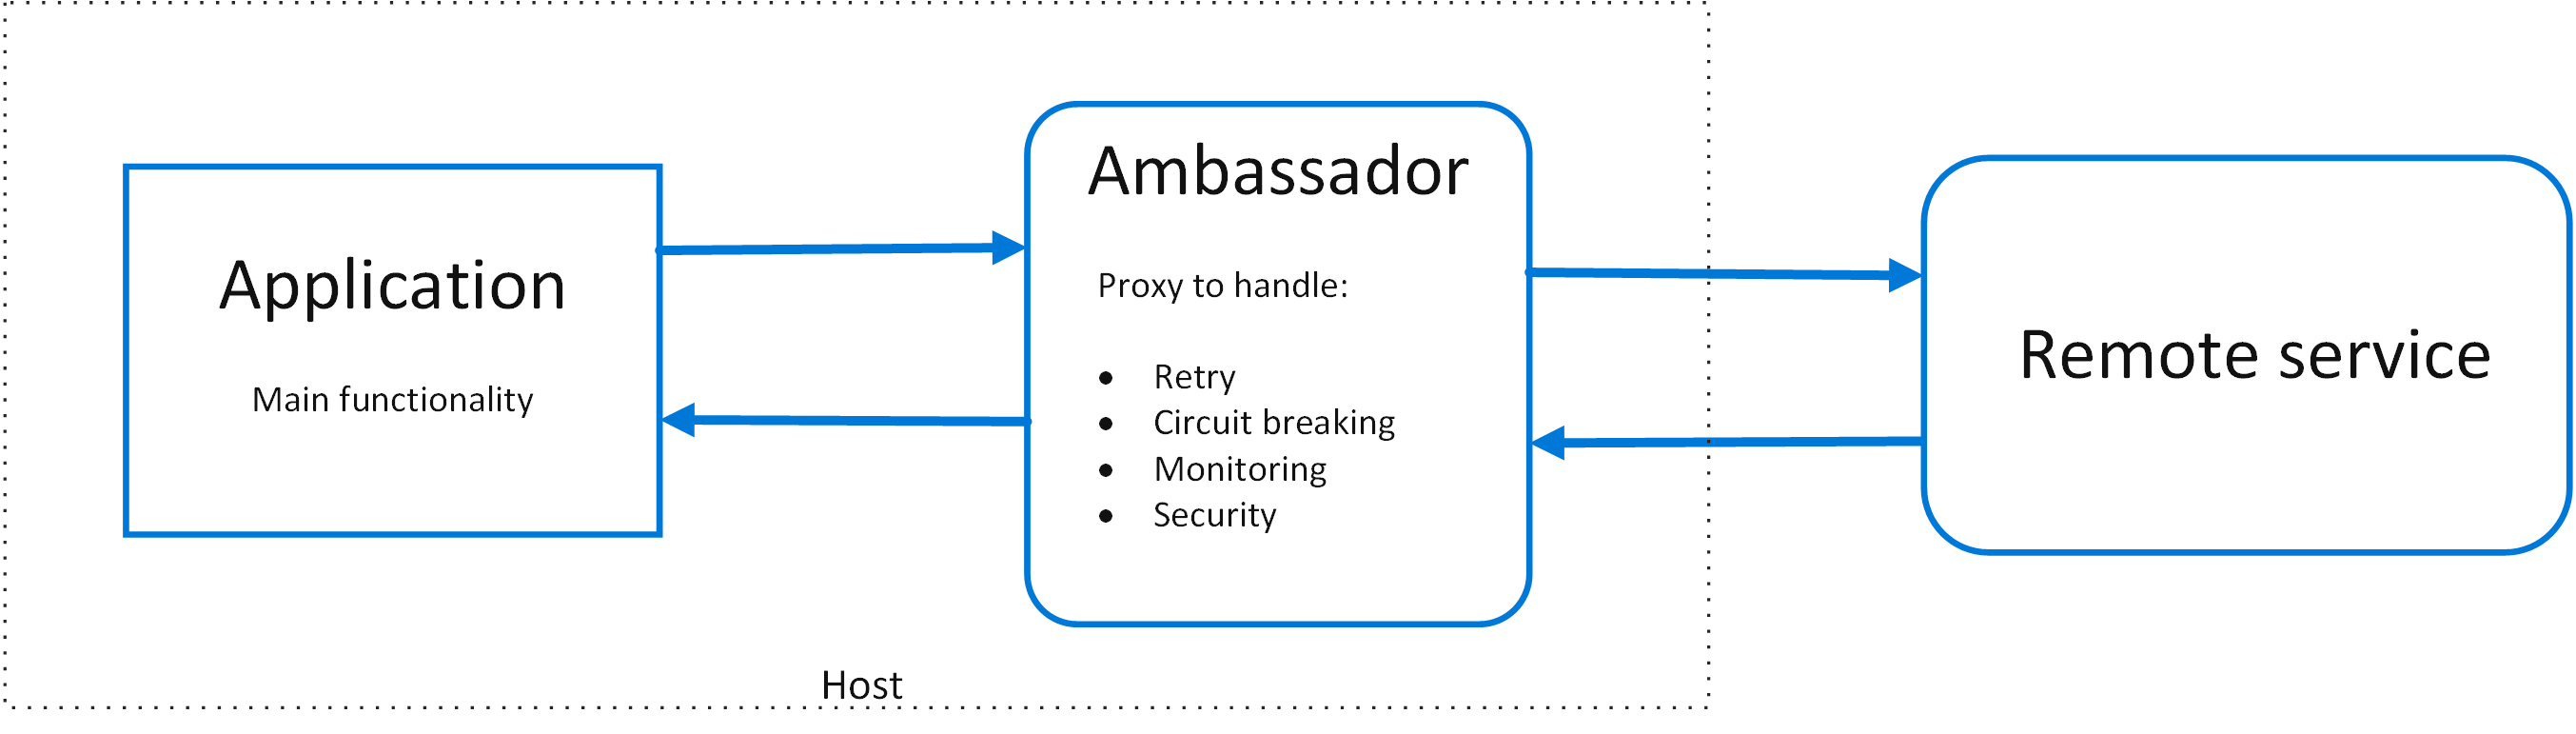 Application
Main functionality
Ambassador
Proxy to handle:
• Retry
• Circuit breaking
• Monitoring
• Security
Remote service
Host